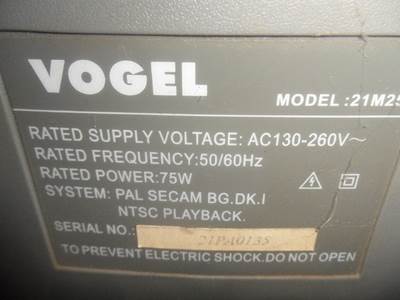 VOGEL
MODEL :21M25
RATED SUPPLY VOLTAGE: AC130-260V~
RATED FREQUENCY:50/60Hz
RATED POWER:75W
SYSTEM: PAL SECAM BG.DK.I
NTSC PLAYBACK.
SERIAL NO.: 21PA0135
TO PREVENT ELECTRIC SHOCK.DO NOT OPEN